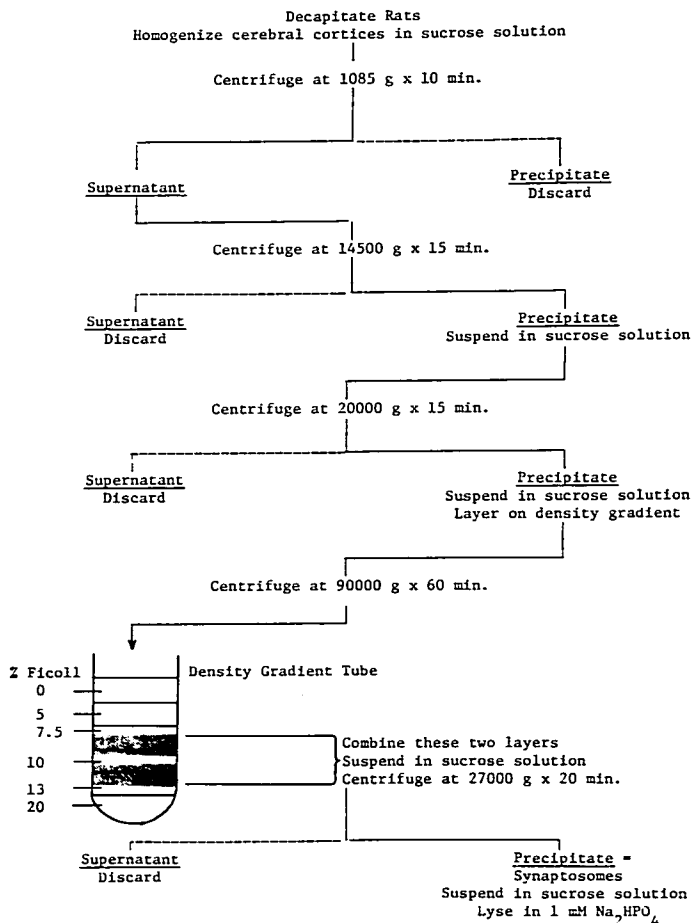 Decapitate Rats
Homogenize cerebral cortices in sucrose solution
Centrifuge at 1085 g x 10 min.
Supernatant
Precipitate
Discard
Centrifuge at 14500 g x 15 min.
Supernatant
Discard
Precipitate
Suspend in sucrose solution
Centrifuge at 20000 g x 15 min.
Supernatant
Discard
Precipitate
Suspend in sucrose solution
Layer on density gradient
Centrifuge at 90000 g x 60 min.
% Ficoll
Density Gradient Tube
0
5
7.5
10
13
20
Combine these two layers
Suspend in sucrose solution
Centrifuge at 27000 g x 20 min.
Supernatant
Discard
Precipitate =
Synaptosomes
Suspend in sucrose solution
Lyse in 1 mM Na2HPO4